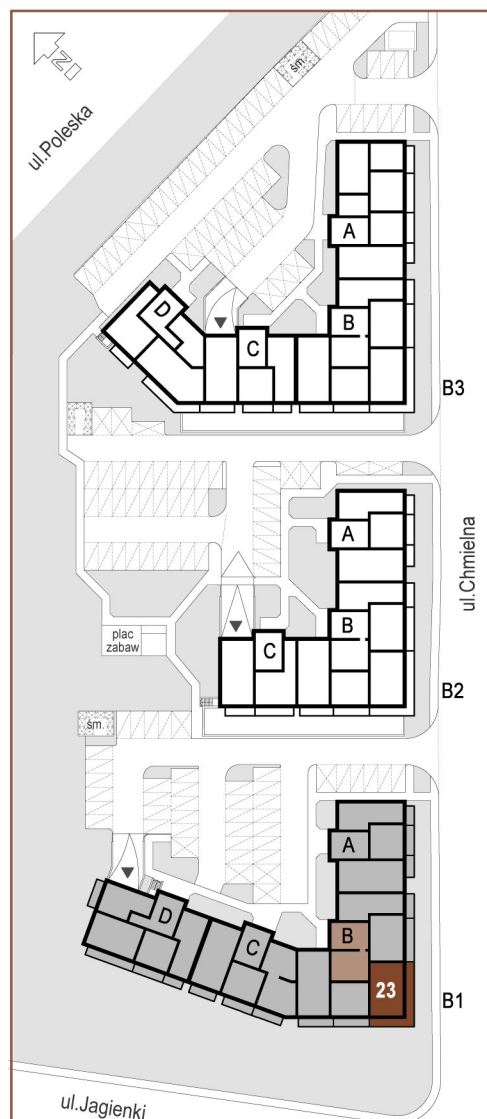 N
ul.Poleska
śm.
A
D
B
C
B3
A
ul.Chmielna
B
plac
zabaw
C
B2
śm.
A
D
B
C
23
B1
ul.Jagienki